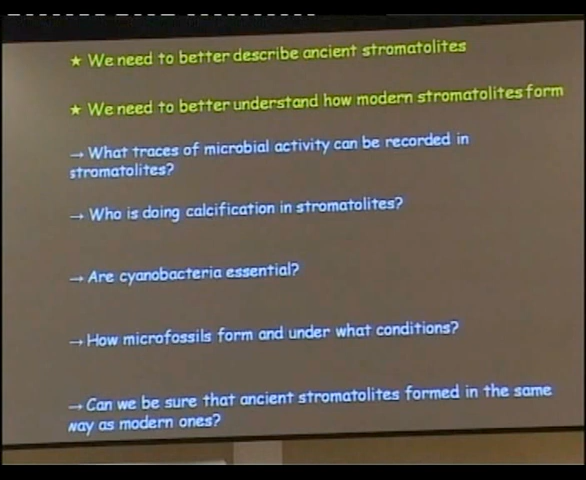 ★ We need to better describe ancient stromatolites
★ We need to better understand how modern stromatolites form
→ What traces of microbial activity can be recorded in
stromatolites?
→ Who is doing calcification in stromatolites?
→ Are cyanobacteria essential?
→ How microfossils form and under what conditions?
→ Can we be sure that ancient stromatolites formed in the same
way as modern ones?